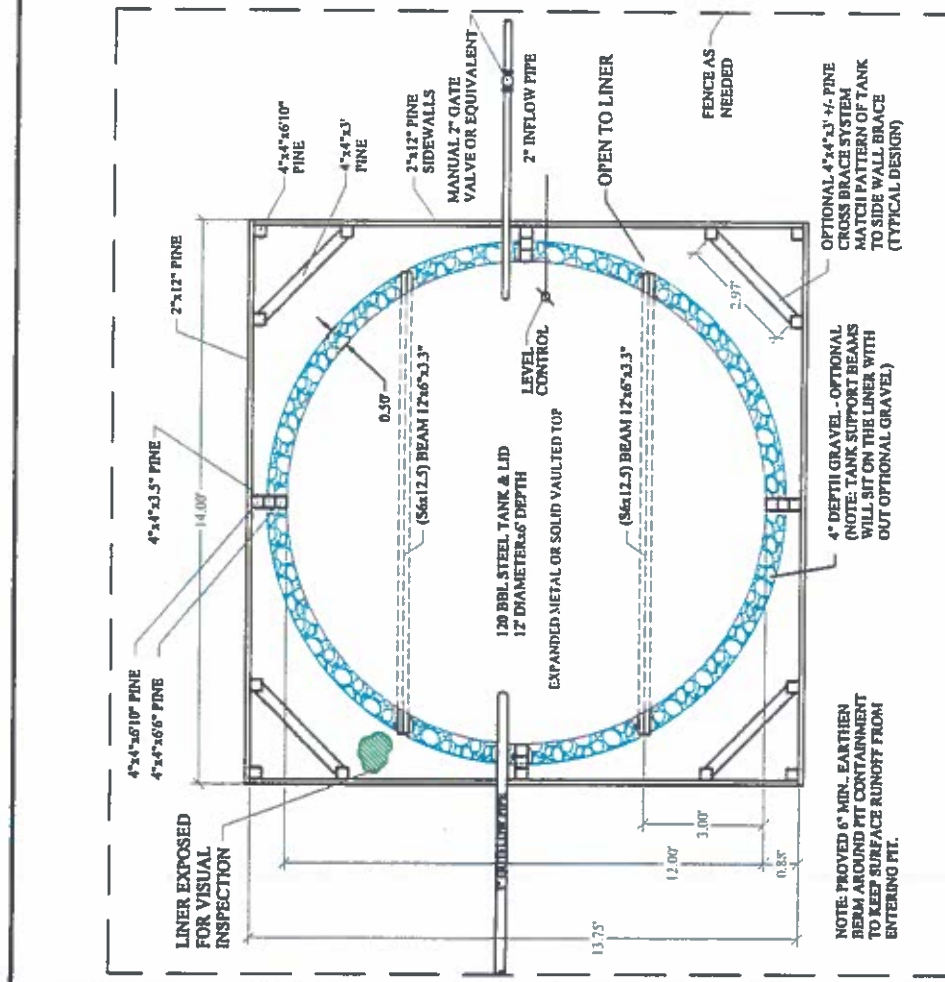 4"x4"x6'10"
PINE
4"x4"x3'
PINE
2"x12" PINE
SIDEWALLS
MANUAL 2" GATE
VALVE OR EQUIVALENT
2" INFLOW PIPE
OPEN TO LINER
FENCE AS
NEEDED
OPTIONAL 4"x4"x3' +/- PINE
CROSS BRACE SYSTEM
MATCH PATTERN OF TANK
TO SIDE WALL BRACE
(TYPICAL DESIGN)
2"x12" PINE
14.00'
4"x4"x3.5" PINE
4"x4"x6'10" PINE
4"x4"x6'6" PINE
0.50'
(S6x12.5) BEAM 12'x6"x3.3"
LEVEL
CONTROL
120 BBL STEEL TANK & LID
12' DIAMETERx6' DEPTH
EXPANDED METAL OR SOLID VAULTED TOP
(S6x12.5) BEAM 12'x6"x3.3"
2.97'
4" DEPTH GRAVEL - OPTIONAL
(NOTE: TANK SUPPORT BEAMS
WILL SIT ON THE LINER WITH
OUT OPTIONAL GRAVEL)
LINER EXPOSED
FOR VISUAL
INSPECTION
3.00'
12.00'
0.88'
13.75'
NOTE: PROVED 6" MIN.. EARTHEN
BERM AROUND PIT CONTAINMENT
TO KEEP SURFACE RUNOFF FROM
ENTERING PIT.